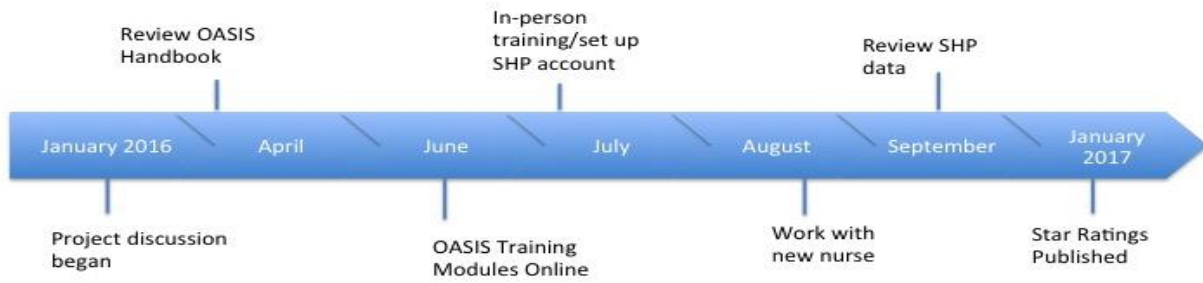 Review OASIS
Handbook
In-person
training/set up
SHP account
Review SHP
data
January 2016
April
June
July
August
September
January
2017
Project discussion
began
OASIS Training
Modules Online
Work with
new nurse
Star Ratings
Published